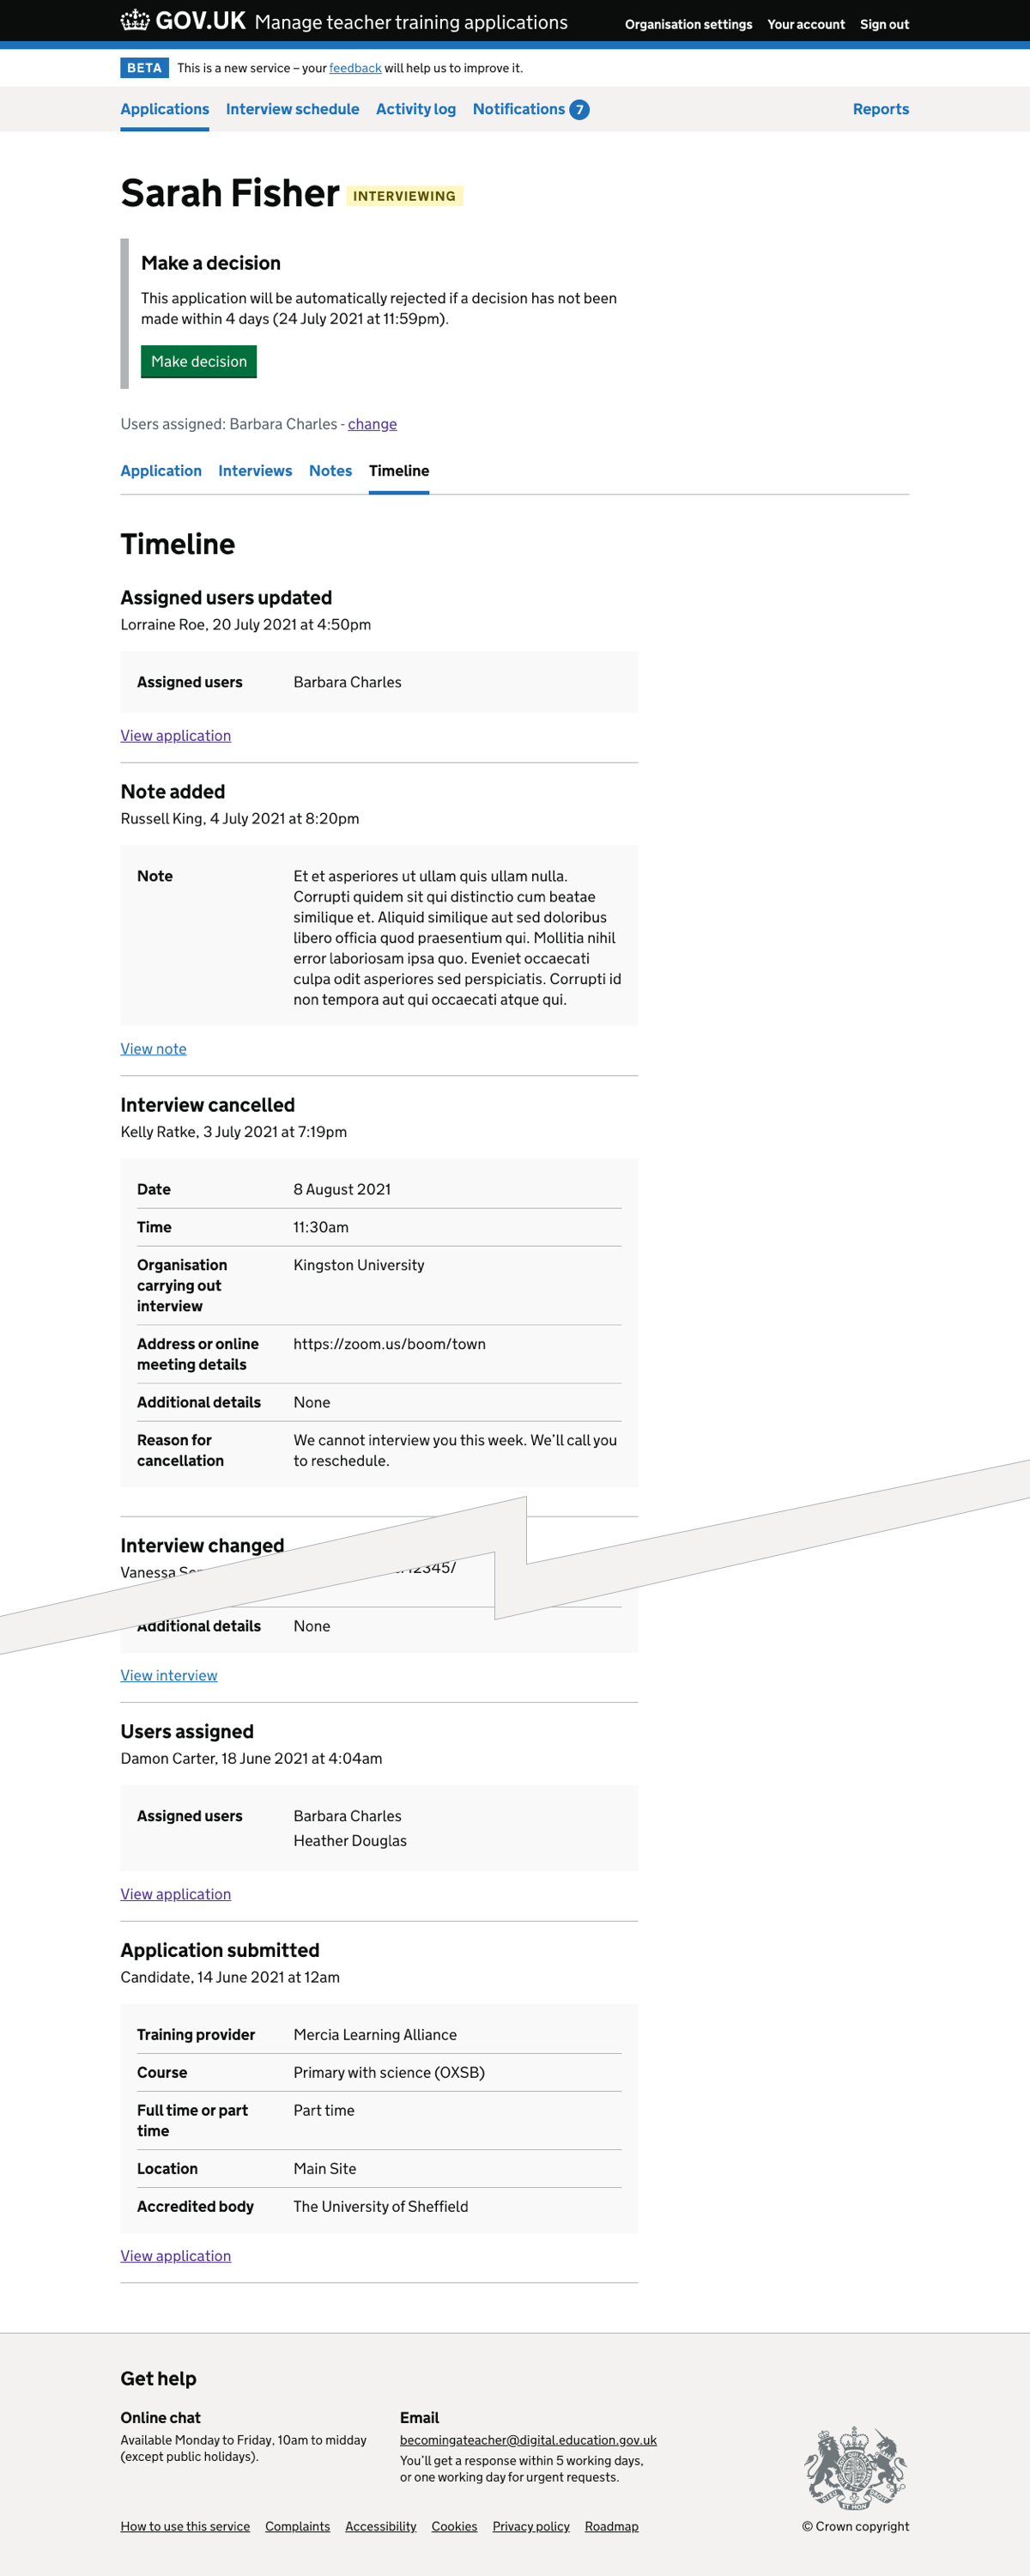 GOV.UK Manage teacher training applications Organisation settings Your account Sign out
BETA This is a new service – your feedback will help us to improve it.
Applications Interview schedule Activity log Notifications 7 Reports
Sarah Fisher INTERVIEWING
Make a decision
This application will be automatically rejected if a decision has not been
made within 4 days (24 July 2021 at 11:59pm).
Make decision
Users assigned: Barbara Charles - change
Application Interviews Notes Timeline
Timeline
Assigned users updated
Lorraine Roe, 20 July 2021 at 4:50pm
Assigned users Barbara Charles
View application
Note added
Russell King, 4 July 2021 at 8:20pm
Note Et et asperiores ut ullam quis ullam nulla.
Corrupti quidem sit qui distinctio cum beatae
similique et. Aliquid similique aut sed doloribus
libero officia quod praesentium qui. Mollitia nihil
error laboriosam ipsa quo. Eveniet occaecati
culpa odit asperiores sed perspiciatis. Corrupti id
non tempora aut qui occaecati atque qui.
View note
Interview cancelled
Kelly Ratke, 3 July 2021 at 7:19pm
Date 8 August 2021
Time 11:30am
Organisation Kingston University
carrying out
interview
Address or online https://zoom.us/boom/town
meeting details
Additional details None
Reason for We cannot interview you this week. We’ll call you
cancellation to reschedule.
Interview changed
Vanessa
12345/
Additional details None
View interview
Users assigned
Damon Carter, 18 June 2021 at 4:04am
Assigned users Barbara Charles
Heather Douglas
View application
Application submitted
Candidate, 14 June 2021 at 12am
Training provider Mercia Learning Alliance
Course Primary with science (OXSB)
Full time or part Part time
time
Location Main Site
Accredited body The University of Sheffield
View application
Get help
Online chat
Available Monday to Friday, 10am to midday
(except public holidays).
Email
becomingateacher@digital.education.gov.uk
You’ll get a response within 5 working days,
or one working day for urgent requests.
How to use this service Complaints Accessibility Cookies Privacy policy Roadmap © Crown copyright